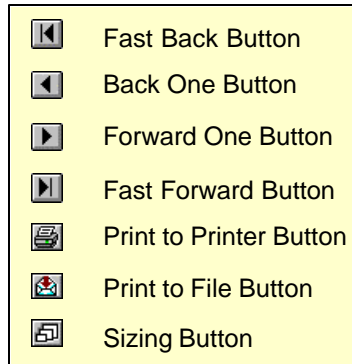 Fast Back Button
Back One Button
Forward One Button
Fast Forward Button
Print to Printer Button
Print to File Button
Sizing Button